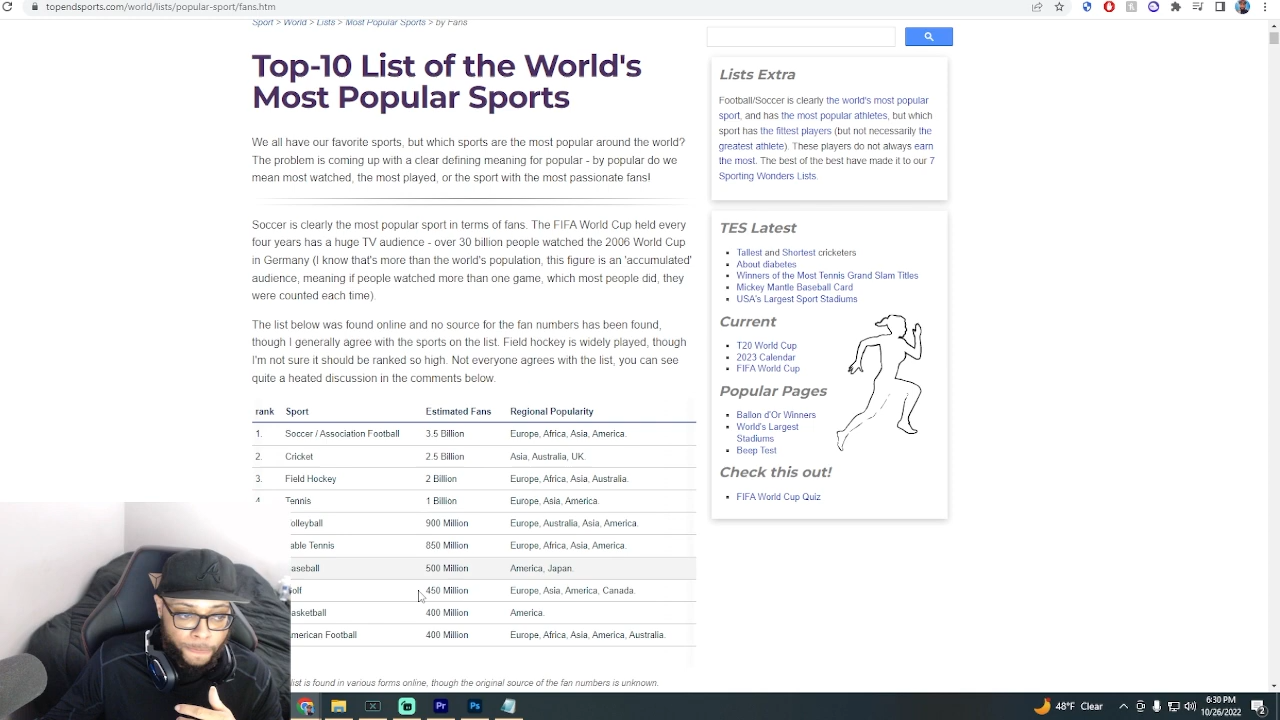 topendsports.com/world/lists/popular-sport/fans.htm
Sport > World > Lists > Most Popular Sports > by Fans
Top-10 List of the World's
Most Popular Sports
We all have our favorite sports, but which sports are the most popular around the world?
The problem is coming up with a clear defining meaning for popular - by popular do we
mean most watched, the most played, or the sport with the most passionate fans!
Soccer is clearly the most popular sport in terms of fans. The FIFA World Cup held every
four years has a huge TV audience - over 30 billion people watched the 2006 World Cup
in Germany (I know that's more than the world's population, this figure is an 'accumulated'
audience, meaning if people watched more than one game, which most people did, they
were counted each time).
The list below was found online and no source for the fan numbers has been found,
though I generally agree with the sports on the list. Field hockey is widely played, though
I'm not sure it should be ranked so high. Not everyone agrees with the list, you can see
quite a heated discussion in the comments below.
rank Sport Estimated Fans Regional Popularity
1. Soccer / Association Football 3.5 Billion Europe, Africa, Asia, America.
2. Cricket 2.5 Billion Asia, Australia, UK.
3. Field Hockey 2 Billion Europe, Africa, Asia, Australia.
4. Tennis 1 Billion Europe, Asia, America.
olleyball 900 Million Europe, Australia, Asia, America.
able Tennis 850 Million Europe, Africa, Asia, America.
aseball 500 Million America, Japan.
olf 450 Million Europe, Asia, America, Canada.
asketball 400 Million America.
merican Football 400 Million Europe, Africa, Asia, America, Australia.
list is found in various forms online, though the original source of the fan numbers is unknown.
Lists Extra
Football/Soccer is clearly the world's most popular
sport, and has the most popular athletes, but which
sport has the fittest players (but not necessarily the
greatest athlete). These players do not always earn
the most. The best of the best have made it to our 7
Sporting Wonders Lists.
TES Latest
Tallest and Shortest cricketers
About diabetes
Winners of the Most Tennis Grand Slam Titles
Mickey Mantle Baseball Card
USA's Largest Sport Stadiums
Current
T20 World Cup
2023 Calendar
FIFA World Cup
Popular Pages
Ballon d'Or Winners
World's Largest
Stadiums
Beep Test
Check this out!
FIFA World Cup Quiz
Pr
Ps
48°F Clear
6:30 PM
10/26/2022
2